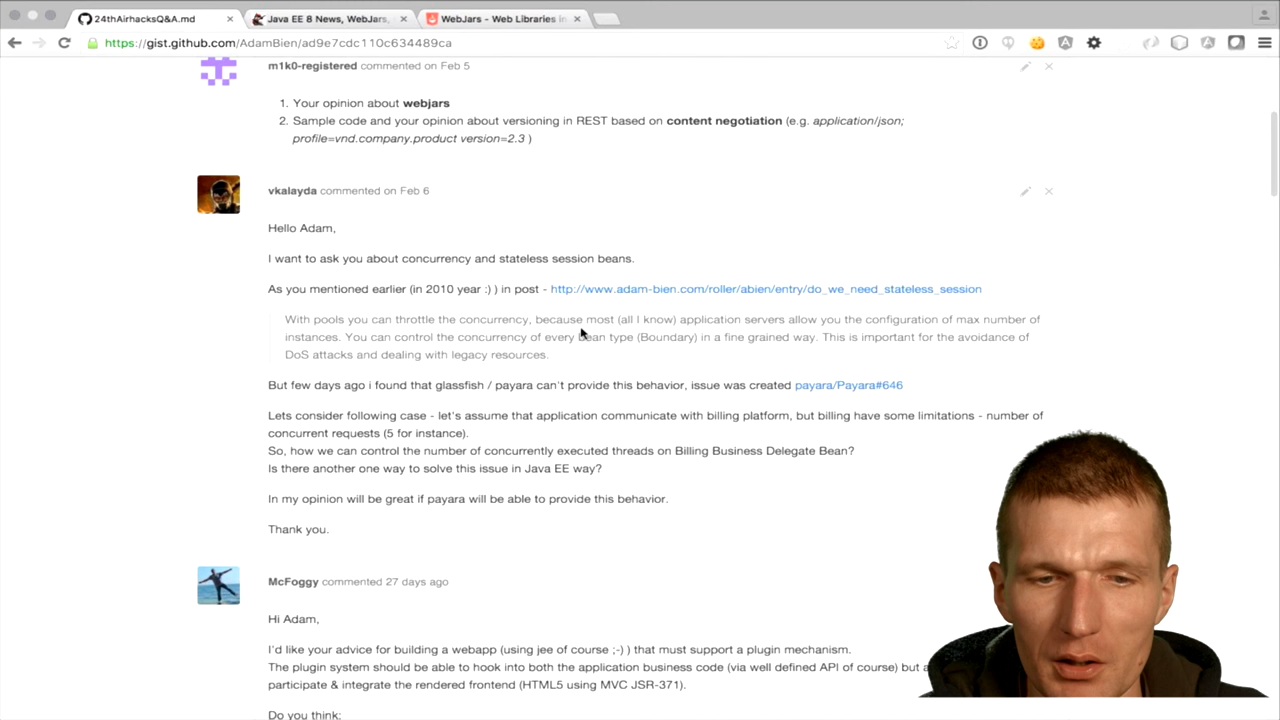 24thAirhacksQ&A.md
Java EE 8 News, WebJars,
WebJars - Web Libraries in
https://gist.github.com/AdamBien/ad9e7cdc110c634489ca
m1k0-registered commented on Feb 5
1. Your opinion about webjars
2. Sample code and your opinion about versioning in REST based on content negotiation (e.g. application/json;
profile=vnd.company.product version=2.3 )
vkalayda commented on Feb 6
Hello Adam,
I want to ask you about concurrency and stateless session beans.
As you mentioned earlier (in 2010 year :) ) in post - http://www.adam-bien.com/roller/abien/entry/do_we_need_stateless_session
With pools you can throttle the concurrency, because most (all I know) application servers allow you the configuration of max number of
instances. You can control the concurrency of every bean type (Boundary) in a fine grained way. This is important for the avoidance of
DoS attacks and dealing with legacy resources.
But few days ago i found that glassfish / payara can't provide this behavior, issue was created payara/Payara#646
Lets consider following case - let's assume that application communicate with billing platform, but billing have some limitations - number of
concurrent requests (5 for instance).
So, how we can control the number of concurrently executed threads on Billing Business Delegate Bean?
Is there another one way to solve this issue in Java EE way?
In my opinion will be great if payara will be able to provide this behavior.
Thank you.
McFoggy commented 27 days ago
Hi Adam,
I'd like your advice for building a webapp (using jee of course ;-) ) that must support a plugin mechanism.
The plugin system should be able to hook into both the application business code (via well defined API of course) but
participate & integrate the rendered frontend (HTML5 using MVC JSR-371).
Do you think: